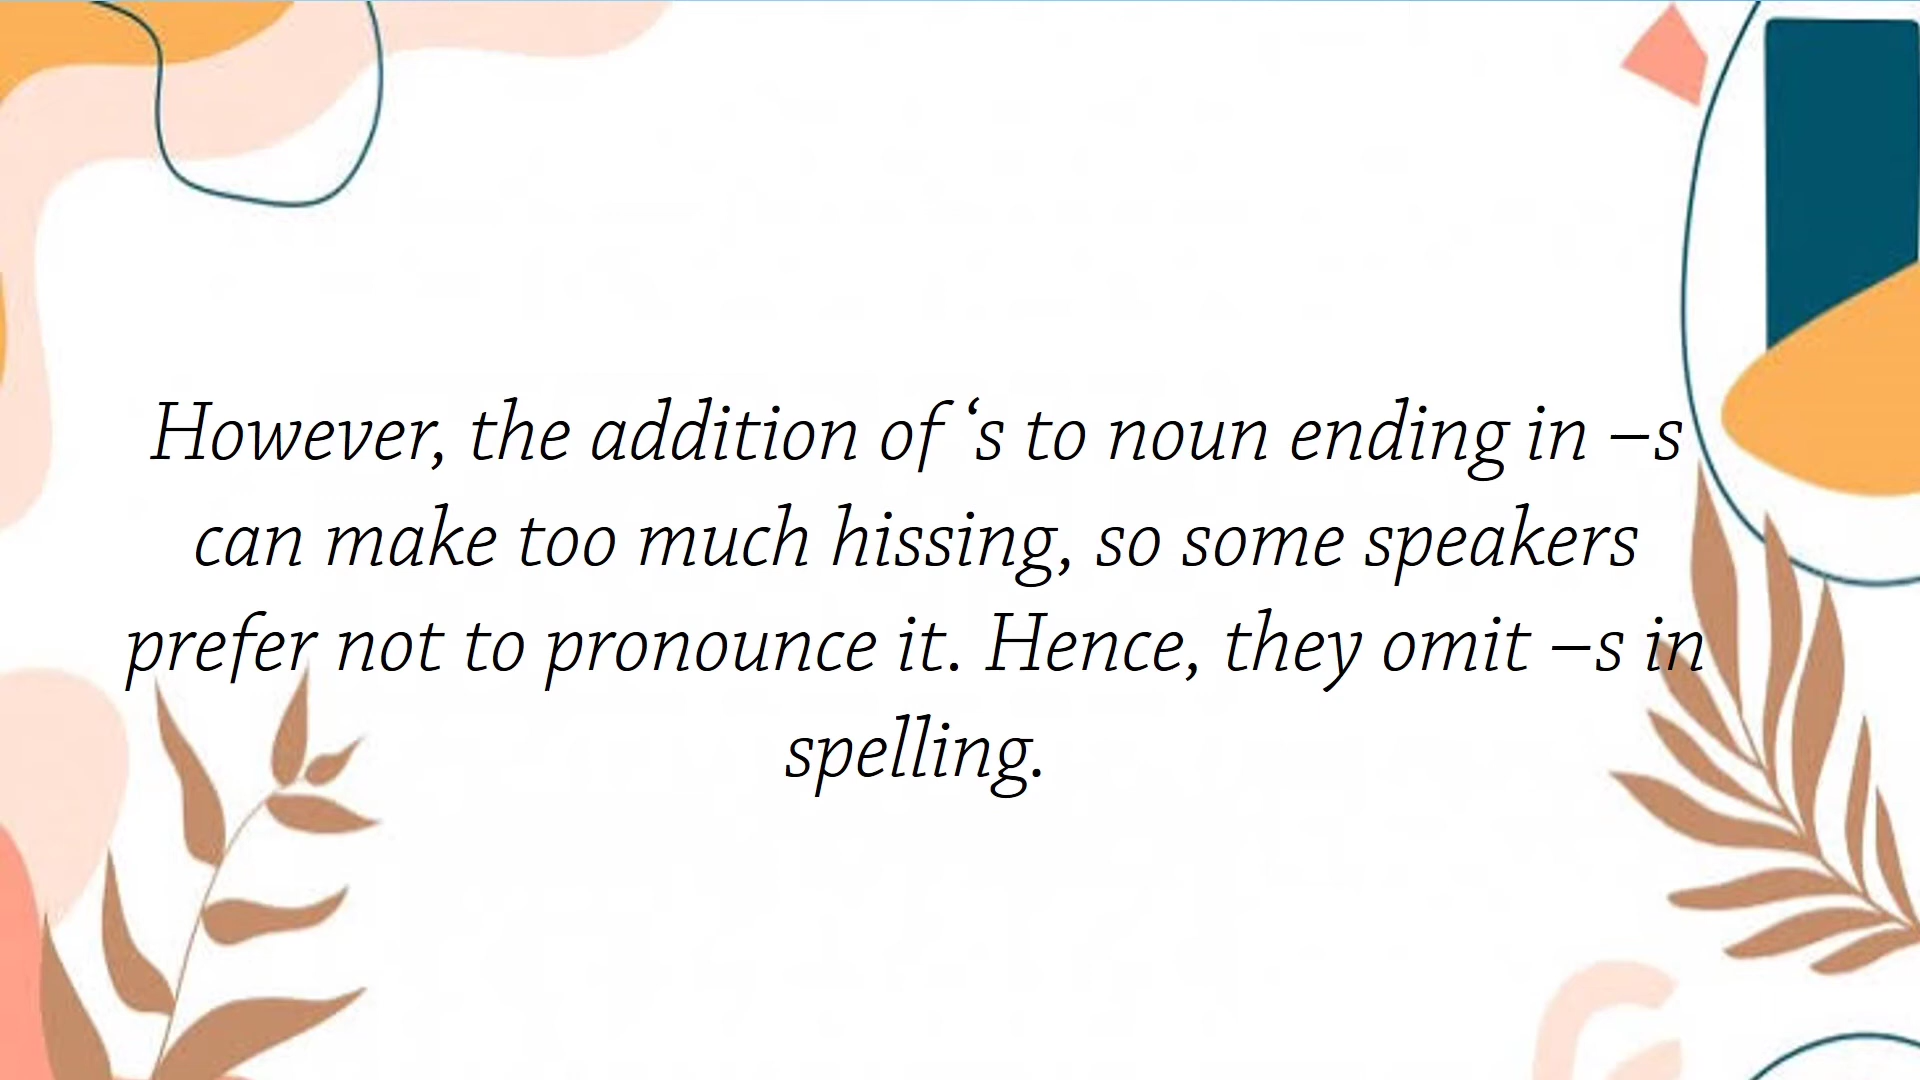 However, the addition of ‘s to noun ending in –s
can make too much hissing, so some speakers
prefer not to pronounce it. Hence, they omit –s in
spelling.